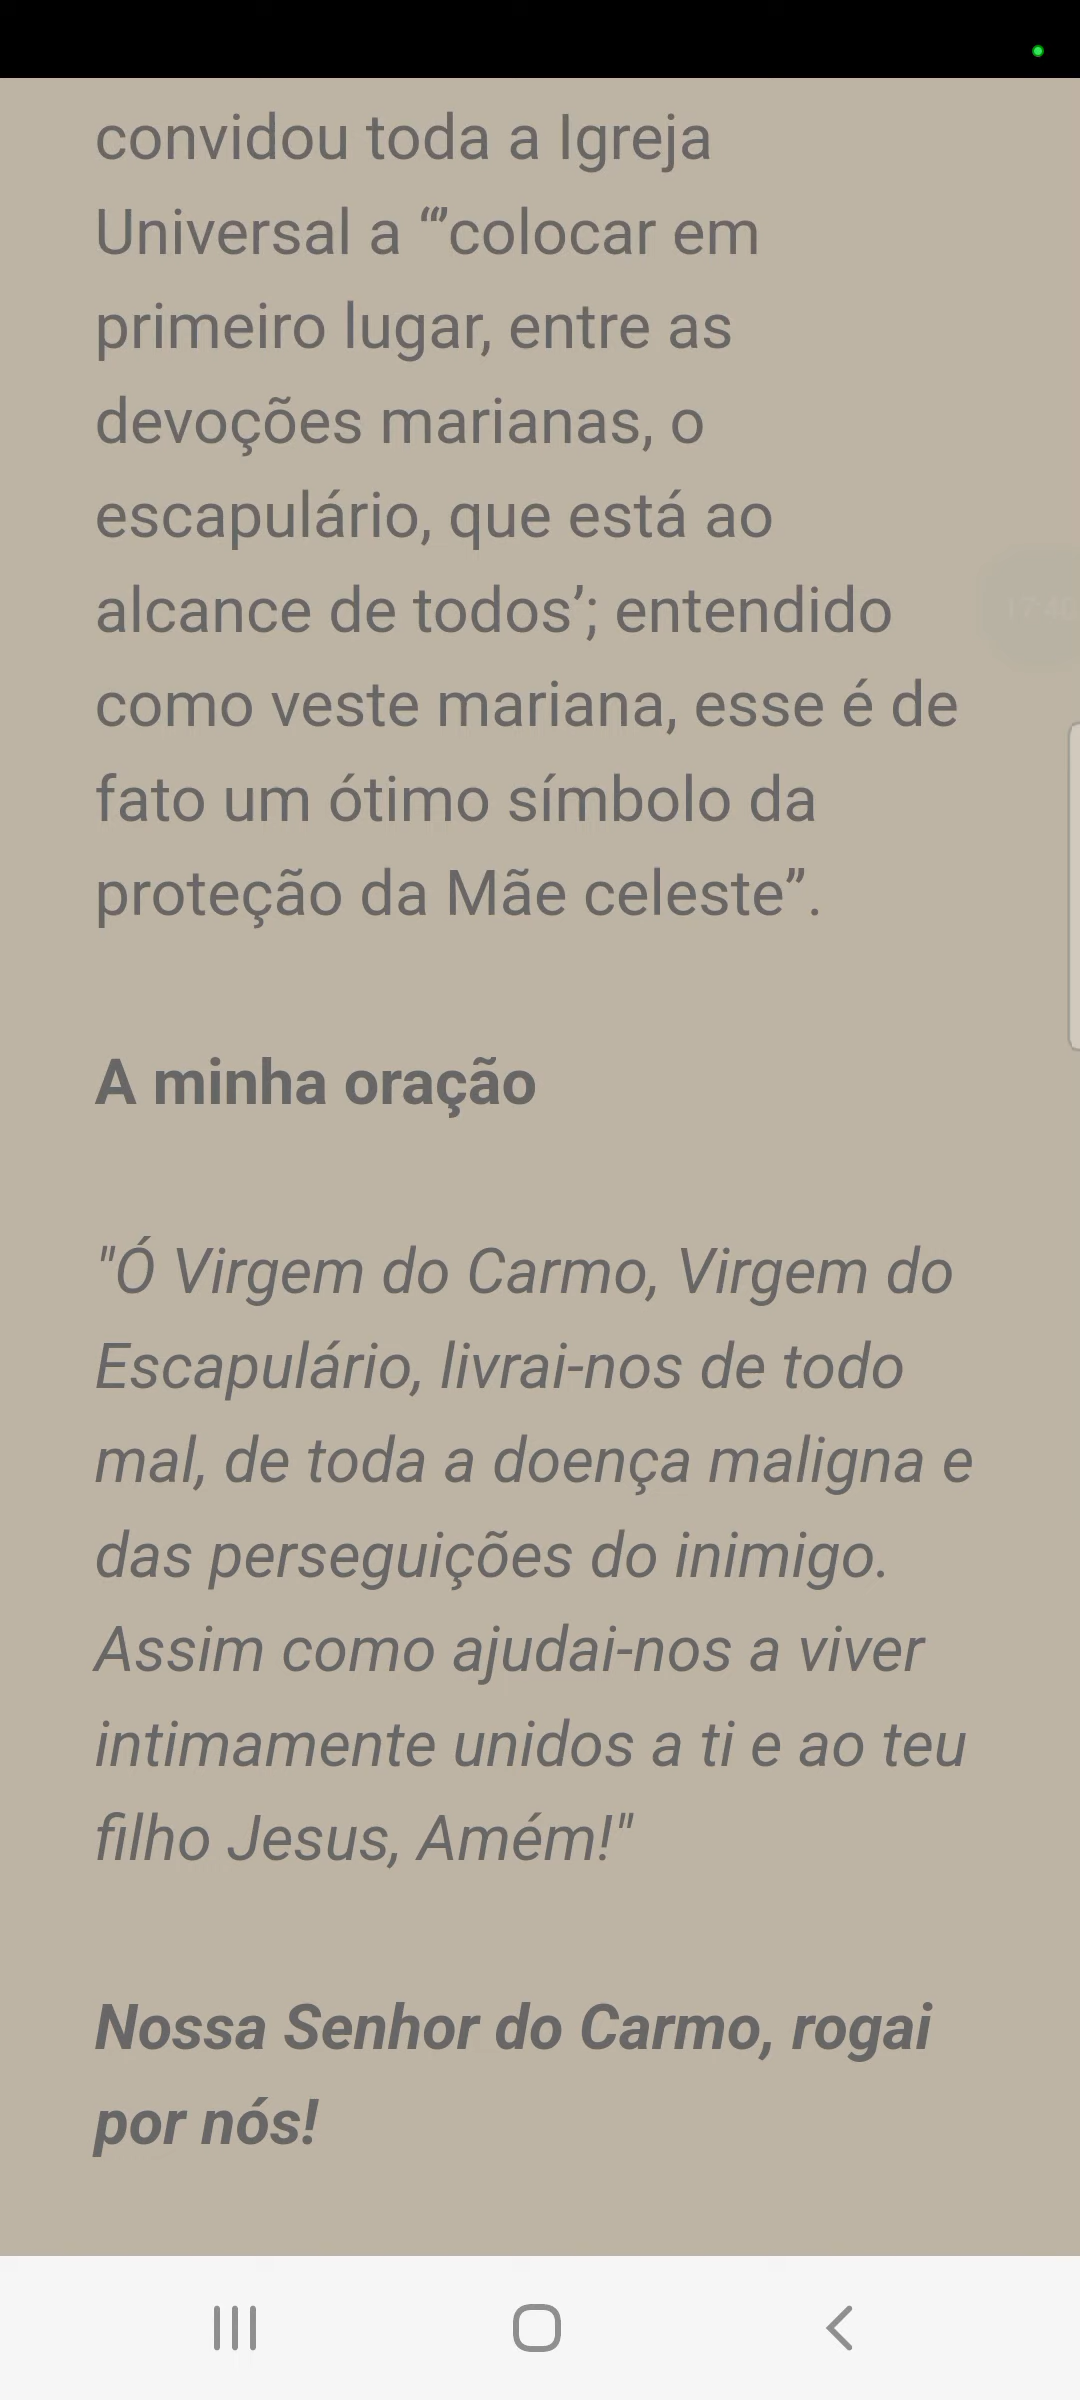 convidou toda a Igreja
Universal a “‘’colocar em
primeiro lugar, entre as
devoções marianas, o
escapulário, que está ao
alcance de todos’; entendido
como veste mariana, esse é de
fato um ótimo símbolo da
proteção da Mãe celeste”.
A minha oração
"Ó Virgem do Carmo, Virgem do
Escapulário, livrai-nos de todo
mal, de toda a doença maligna e
das perseguições do inimigo.
Assim como ajudai-nos a viver
intimamente unidos a ti e ao teu
filho Jesus, Amém!"
Nossa Senhor do Carmo, rogai
por nós!